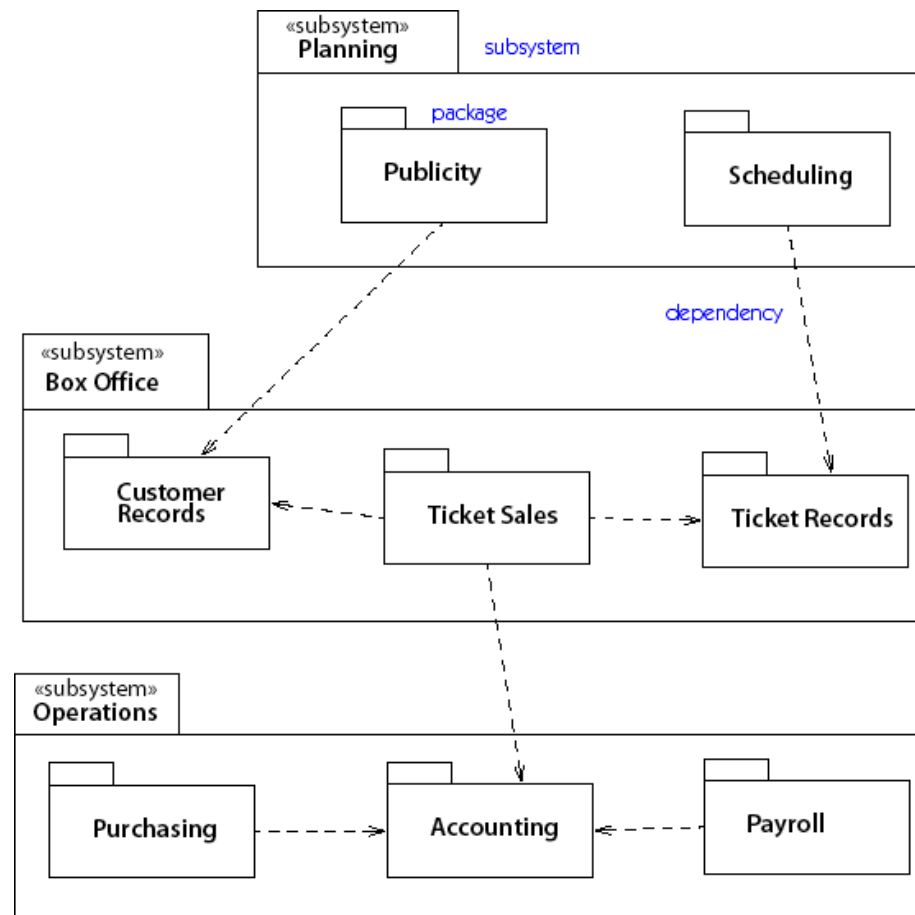 «subsystem»
Planning
subsystem
package
Publicity
Scheduling
dependency
«subsystem»
Box Office
Customer
Records
Ticket Sales
Ticket Records
«subsystem»
Operations
Purchasing
Accounting
Payroll